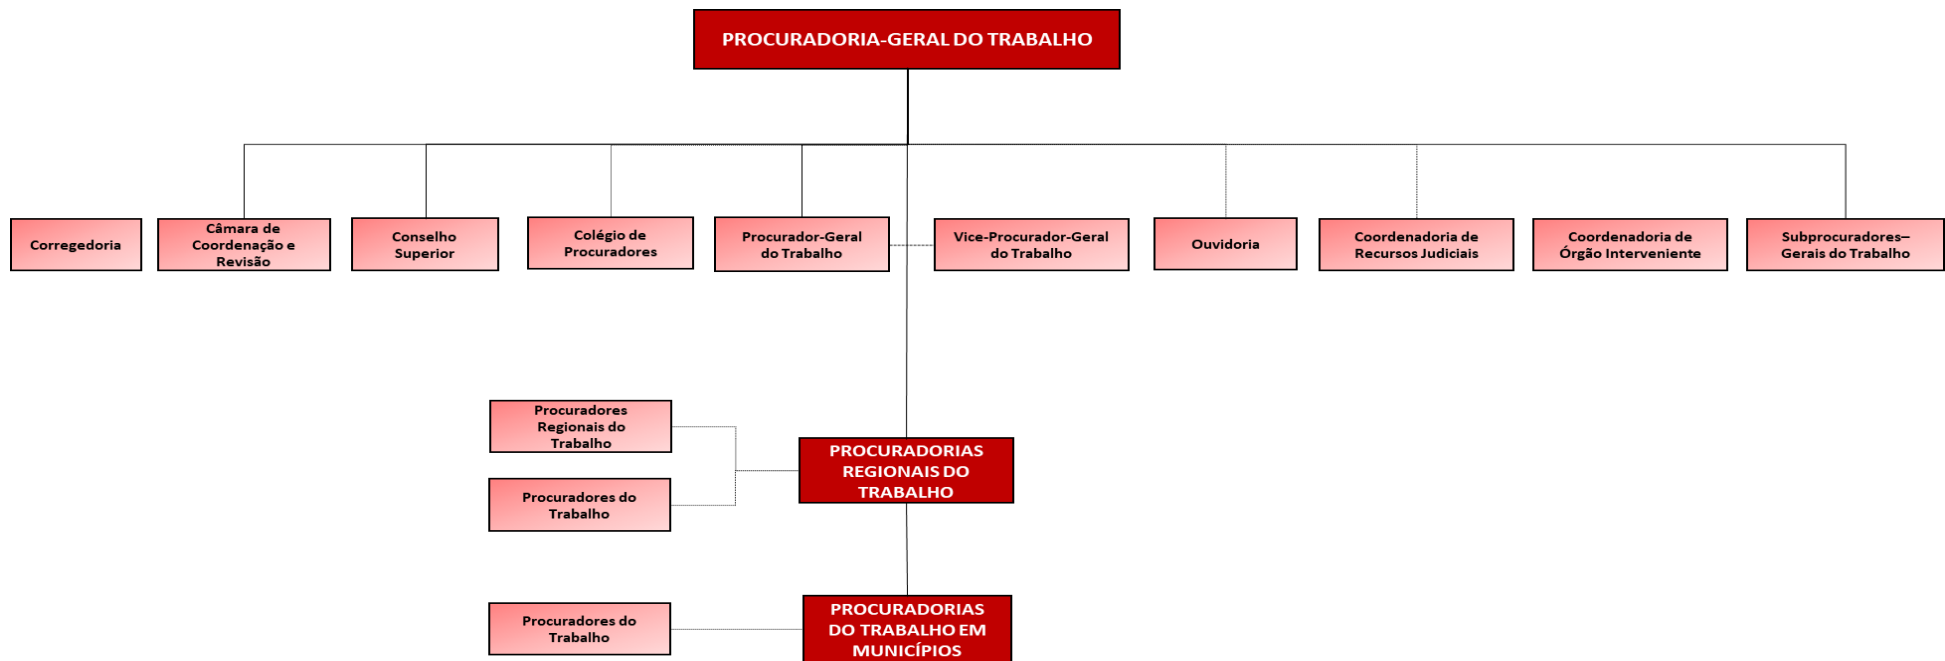 PROCURADORIA-GERAL DO TRABALHO
Corregedoria
Câmara de
Coordenação e
Revisão
Conselho
Superior
Colégio de
Procuradores
Procurador-Geral
do Trabalho
Vice-Procurador-Geral
do Trabalho
Ouvidoria
Coordenadoria de
Recursos Judiciais
Coordenadoria de
Órgão Interveniente
Subprocuradores–
Gerais do Trabalho
Procuradores
Regionais do
Trabalho
Procuradores do
Trabalho
PROCURADORIAS
REGIONAIS DO
TRABALHO
Procuradores do
Trabalho
PROCURADORIAS
DO TRABALHO EM
MUNICÍPIOS